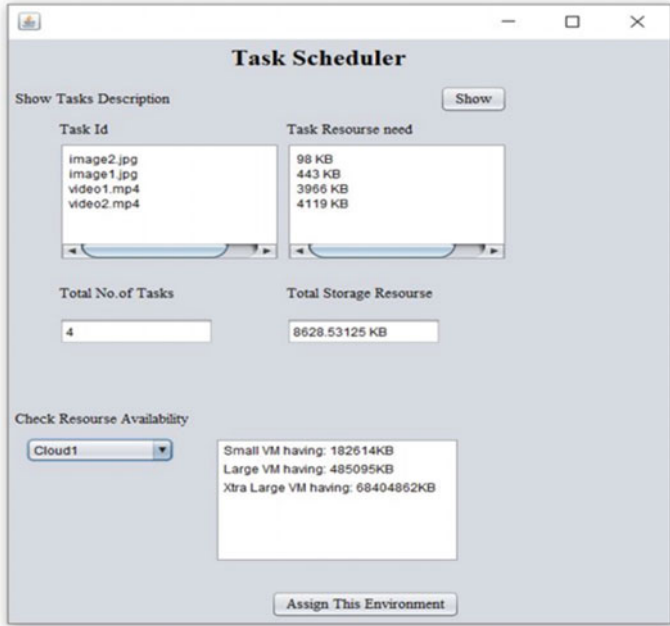 Task Scheduler
Show Tasks Description
Show
Task Id
Task Resourse need
image2.jpg
98 KB
image1.jpg
443 KB
video1.mp4
3966 KB
video2.mp4
4119 KB
Total No.of Tasks
Total Storage Resourse
4
8628.53125 KB
Check Resourse Availability
Cloud1
Small VM having: 182614KB
Large VM having: 485095KB
Xtra Large VM having: 68404862KB
Assign This Environment